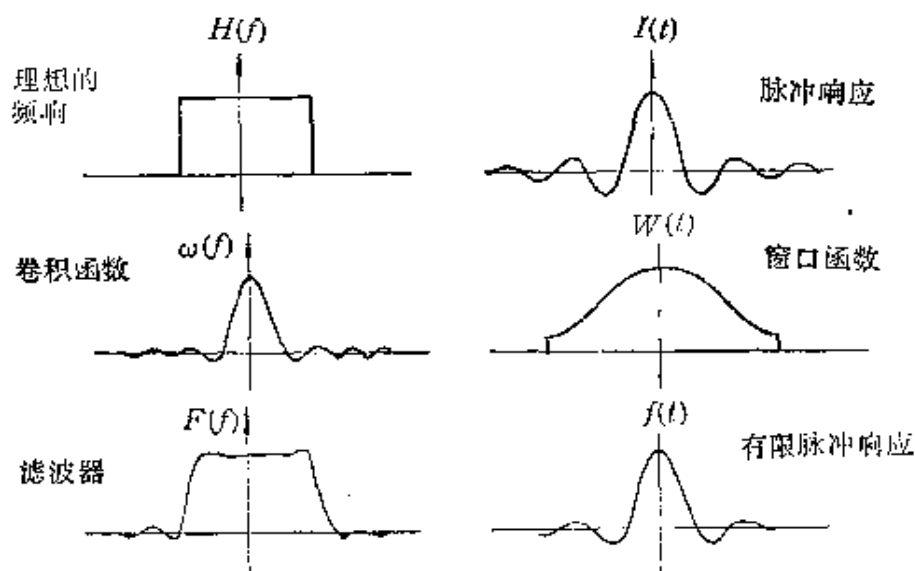 H(f)
I(t)
理想的
频响
脉冲响应
ω(f)
W(t)
卷积函数
窗口函数
F(f)
f(t)
滤波器
有限脉冲响应